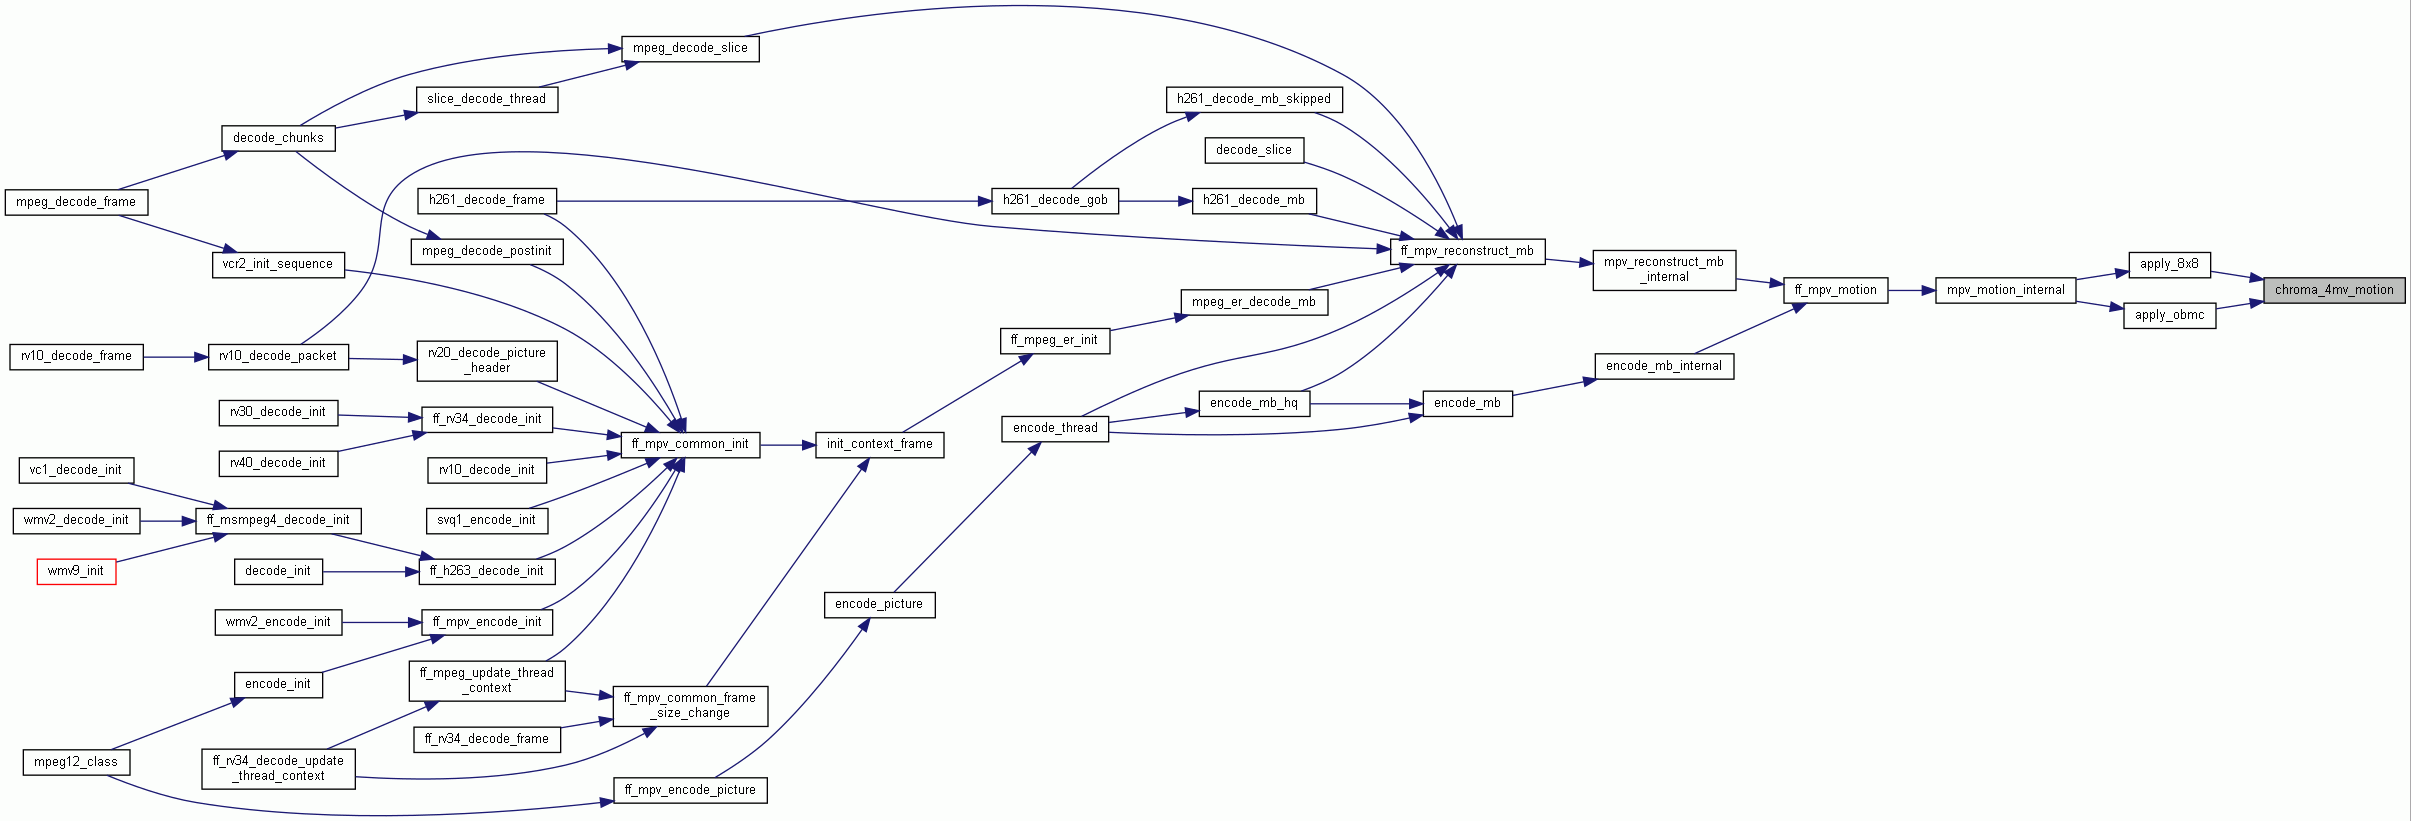 mpeg_decode_slice
slice_decode_thread
h261_decode_mb_skipped
decode_chunks
decode_slice
mpeg_decode_frame
h261_decode_frame
h261_decode_gob
h261_decode_mb
mpeg_decode_postinit
ff_mpv_reconstruct_mb
vcr2_init_sequence
mpv_reconstruct_mb
_internal
apply_8x8
ff_mpv_motion
mpv_motion_internal
chroma_4mv_motion
mpeg_er_decode_mb
apply_obmc
ff_mpeg_er_init
rv10_decode_frame
rv10_decode_packet
rv20_decode_picture
_header
encode_mb_internal
encode_mb_hq
encode_mb
rv30_decode_init
ff_rv34_decode_init
encode_thread
ff_mpv_common_init
init_context_frame
rv40_decode_init
vc1_decode_init
rv10_decode_init
wmv2_decode_init
ff_msmpeg4_decode_init
svq1_encode_init
wmv9_init
decode_init
ff_h263_decode_init
encode_picture
wmv2_encode_init
ff_mpv_encode_init
encode_init
ff_mpeg_update_thread
_context
ff_mpv_common_frame
_size_change
ff_rv34_decode_frame
mpeg12_class
ff_rv34_decode_update
_thread_context
ff_mpv_encode_picture